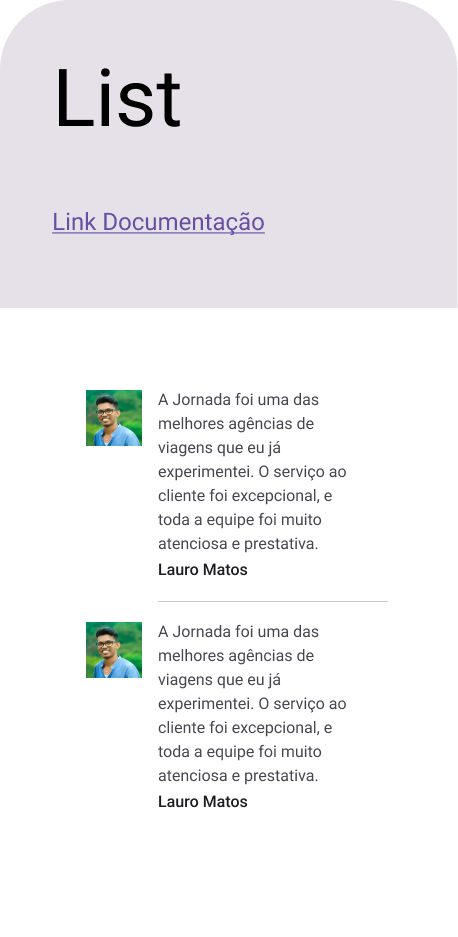 List
Link Documentação
A Jornada foi uma das
melhores agências de
viagens que eu já
experimentei. O serviço ao
cliente foi excepcional, e
toda a equipe foi muito
atenciosa e prestativa.
Lauro Matos
A Jornada foi uma das
melhores agências de
viagens que eu já
experimentei. O serviço ao
cliente foi excepcional, e
toda a equipe foi muito
atenciosa e prestativa.
Lauro Matos